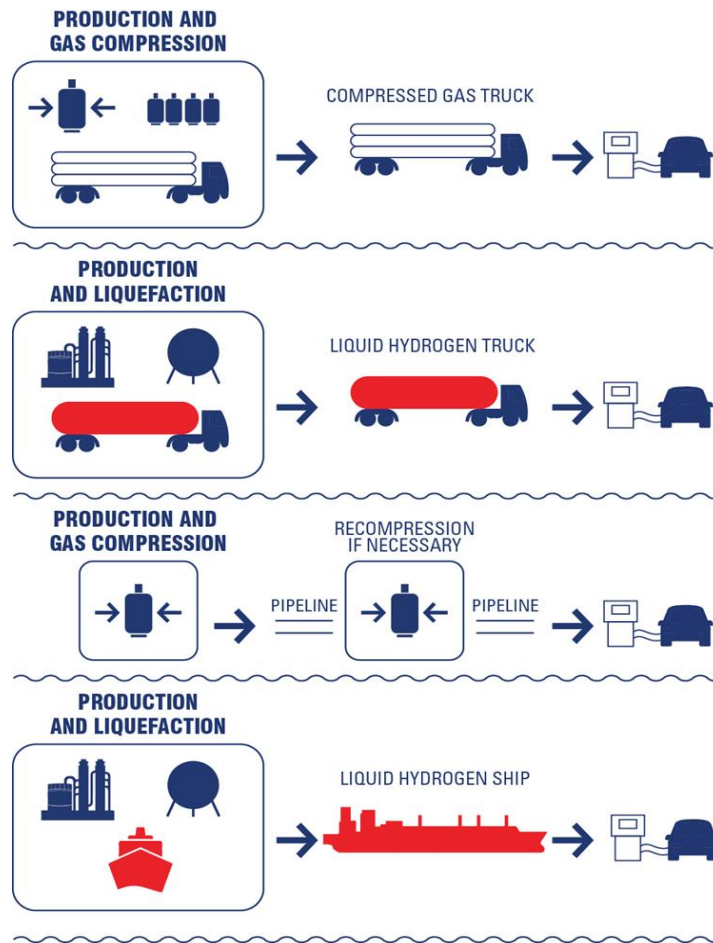 PRODUCTION AND
GAS COMPRESSION
COMPRESSED GAS TRUCK
PRODUCTION
AND LIQUEFACTION
LIQUID HYDROGEN TRUCK
PRODUCTION AND
GAS COMPRESSION
RECOMPRESSION
IF NECESSARY
PIPELINE
PIPELINE
PRODUCTION
AND LIQUEFACTION
LIQUID HYDROGEN SHIP